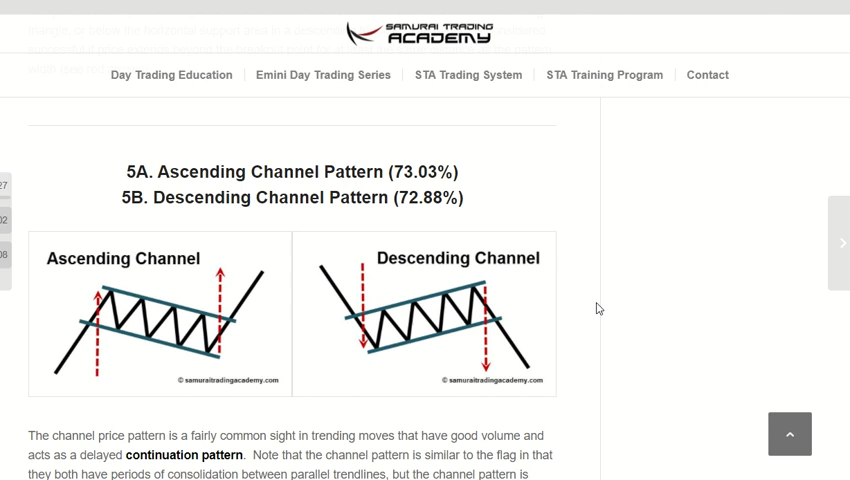 SAMURAI TRADING
ACADEMY
Day Trading Education
Emini Day Trading Series
STA Trading System
STA Training Program
Contact
27
02
08
5A. Ascending Channel Pattern (73.03%)
5B. Descending Channel Pattern (72.88%)
Ascending Channel
Descending Channel
© samuraitradingacademy.com
© samuraitradingacademy.com
The channel price pattern is a fairly common sight in trending moves that have good volume and
acts as a delayed continuation pattern. Note that the channel pattern is similar to the flag in that
they both have periods of consolidation between parallel trendlines, but the channel pattern is